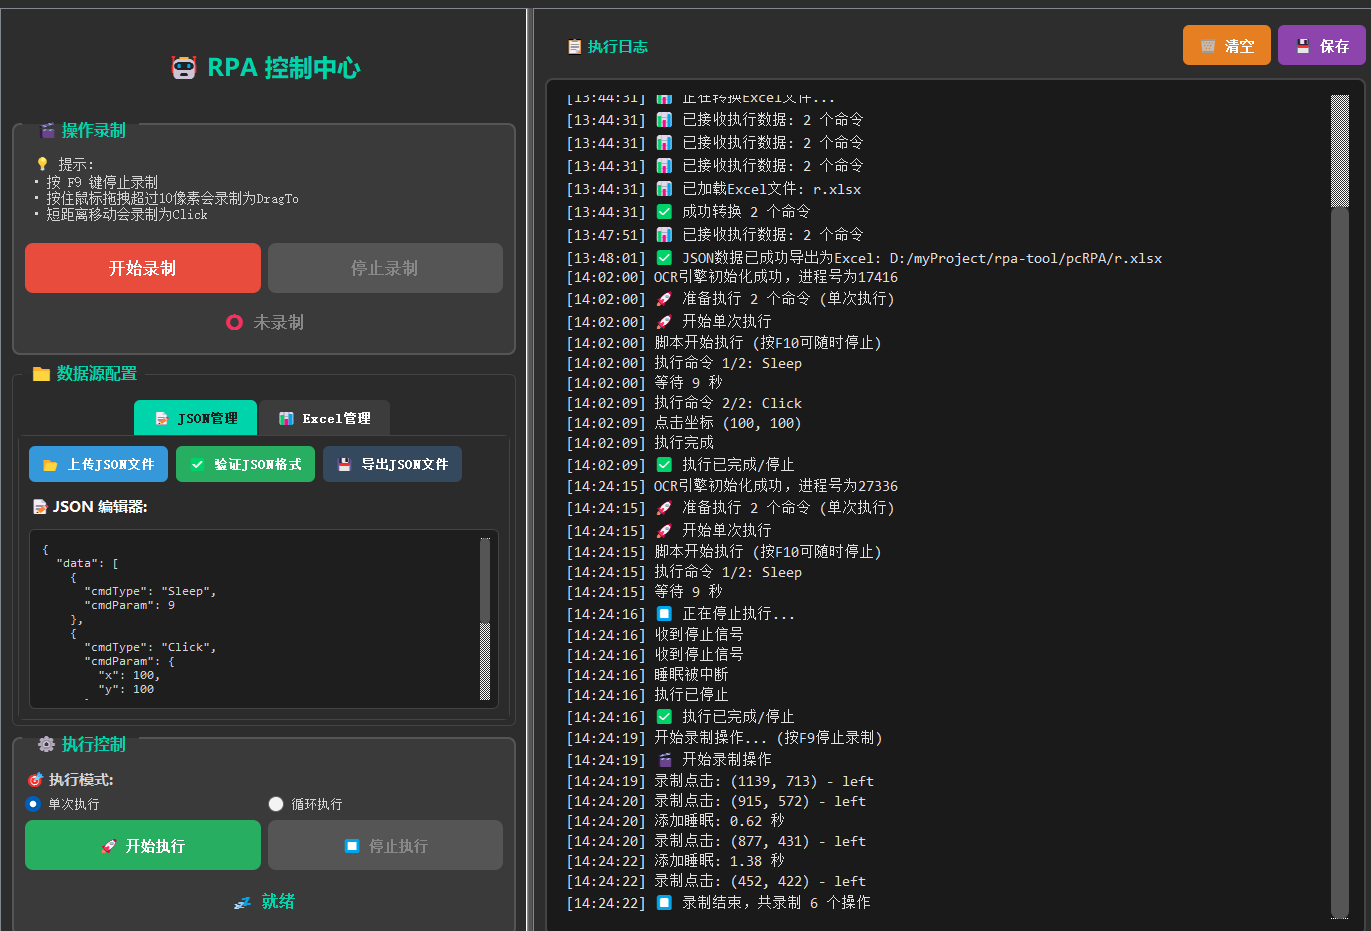 RPA 控制中心
操作录制
提示:
• 按 F9 键停止录制
• 按住鼠标拖拽超过10像素会录制为DragTo
• 短距离移动会录制为Click
开始录制
停止录制
未录制
数据源配置
JSON管理
Excel管理
上传JSON文件
验证JSON格式
导出JSON文件
JSON 编辑器:
{
"data": [
{
"cmdType": "Sleep",
"cmdParam": 9
},
{
"cmdType": "Click",
"cmdParam": {
"x": 100,
"y": 100
执行控制
执行模式:
单次执行
循环执行
开始执行
停止执行
就绪
执行日志
清空
保存
[13:44:31] 正在转换Excel文件...
[13:44:31] 已接收执行数据: 2 个命令
[13:44:31] 已接收执行数据: 2 个命令
[13:44:31] 已接收执行数据: 2 个命令
[13:44:31] 已加载Excel文件: r.xlsx
[13:44:31] 成功转换 2 个命令
[13:47:51] 已接收执行数据: 2 个命令
[13:48:01] JSON数据已成功导出为Excel: D:/myProject/rpa-tool/pcRPA/r.xlsx
[14:02:00] OCR引擎初始化成功，进程号为17416
[14:02:00] 准备执行 2 个命令 (单次执行)
[14:02:00] 开始单次执行
[14:02:00] 脚本开始执行 (按F10可随时停止)
[14:02:00] 执行命令 1/2: Sleep
[14:02:00] 等待 9 秒
[14:02:09] 执行命令 2/2: Click
[14:02:09] 点击坐标 (100, 100)
[14:02:09] 执行完成
[14:02:09] 执行已完成/停止
[14:24:15] OCR引擎初始化成功，进程号为27336
[14:24:15] 准备执行 2 个命令 (单次执行)
[14:24:15] 开始单次执行
[14:24:15] 脚本开始执行 (按F10可随时停止)
[14:24:15] 执行命令 1/2: Sleep
[14:24:15] 等待 9 秒
[14:24:16] 正在停止执行...
[14:24:16] 收到停止信号
[14:24:16] 收到停止信号
[14:24:16] 睡眠被中断
[14:24:16] 执行已停止
[14:24:16] 执行已完成/停止
[14:24:19] 开始录制操作... (按F9停止录制)
[14:24:19] 开始录制操作
[14:24:19] 录制点击: (1139, 713) - left
[14:24:20] 录制点击: (915, 572) - left
[14:24:20] 添加睡眠: 0.62 秒
[14:24:20] 录制点击: (877, 431) - left
[14:24:22] 添加睡眠: 1.38 秒
[14:24:22] 录制点击: (452, 422) - left
[14:24:22] 录制结束，共录制 6 个操作